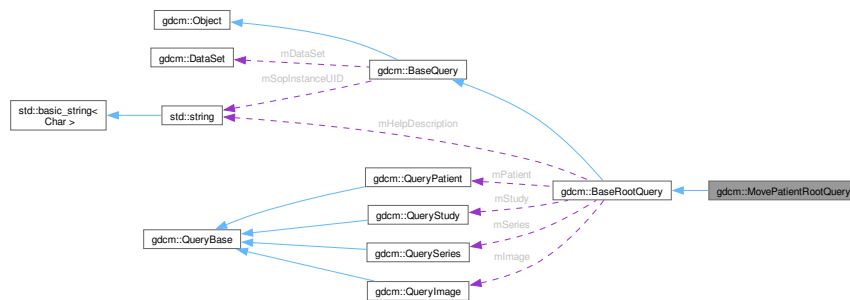 gdcm::Object
gdcm::DataSet
mDataSet
gdcm::BaseQuery
mSopInstanceUID
std::basic_string<
Char >
std::string
mHelpDescription
gdcm::QueryPatient
mPatient
gdcm::BaseRootQuery
gdcm::MovePatientRootQuery
mStudy
gdcm::QueryStudy
mSeries
gdcm::QueryBase
gdcm::QuerySeries
mImage
gdcm::QueryImage